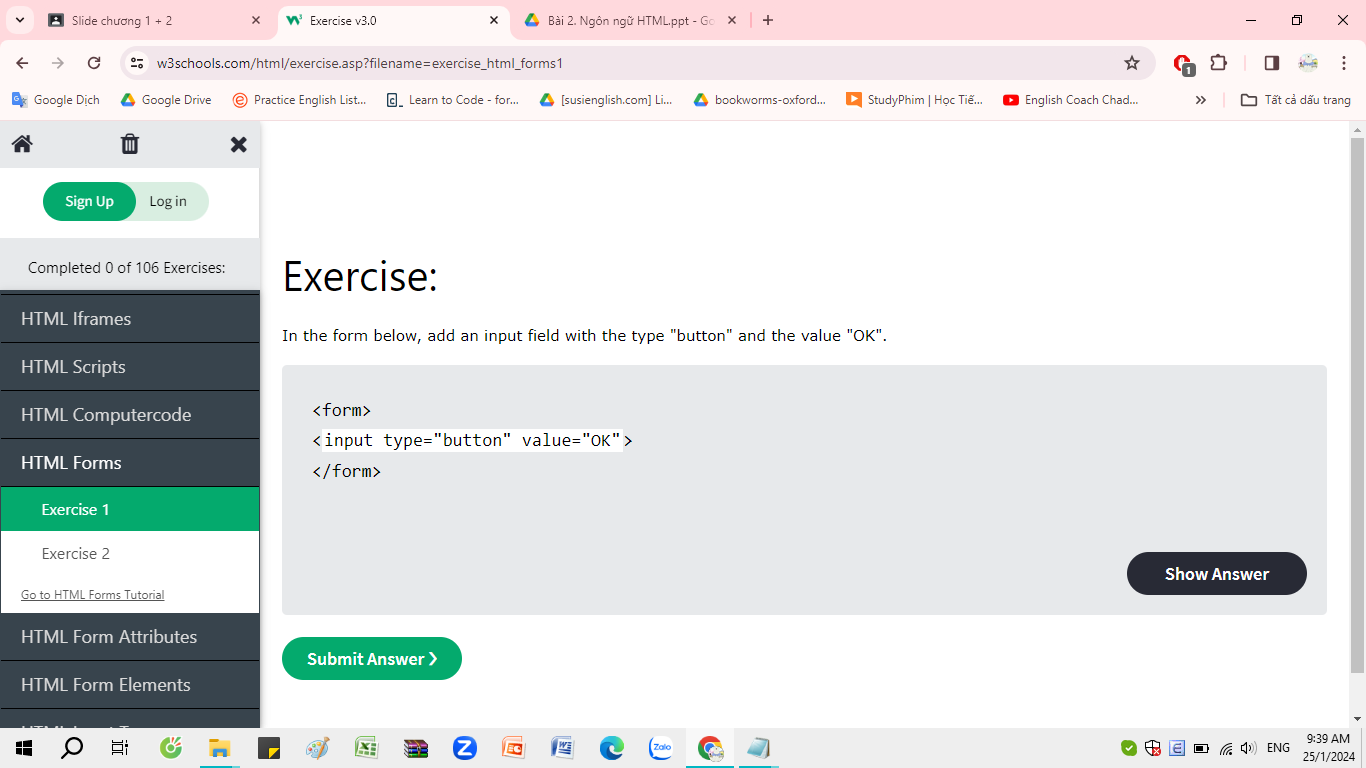 Slide chương 1 + 2
Exercise v3.0
Bài 2. Ngôn ngữ HTML.ppt - Go
w3schools.com/html/exercise.asp?filename=exercise_html_forms1
1
Google Dịch
Google Drive
Practice English List...
Learn to Code - for...
[susienglish.com] Li...
bookworms-oxford...
StudyPhim | Học Tiế...
English Coach Chad...
Tất cả dấu trang
Sign Up
Log in
Completed 0 of 106 Exercises:
HTML Iframes
HTML Scripts
HTML Computercode
HTML Forms
Exercise 1
Exercise 2
Go to HTML Forms Tutorial
HTML Form Attributes
HTML Form Elements
Exercise:
In the form below, add an input field with the type "button" and the value "OK".
<form>
<input type="button" value="OK">
</form>
Show Answer
Submit Answer ❯
Zalo
ENG
9:39 AM
25/1/2024